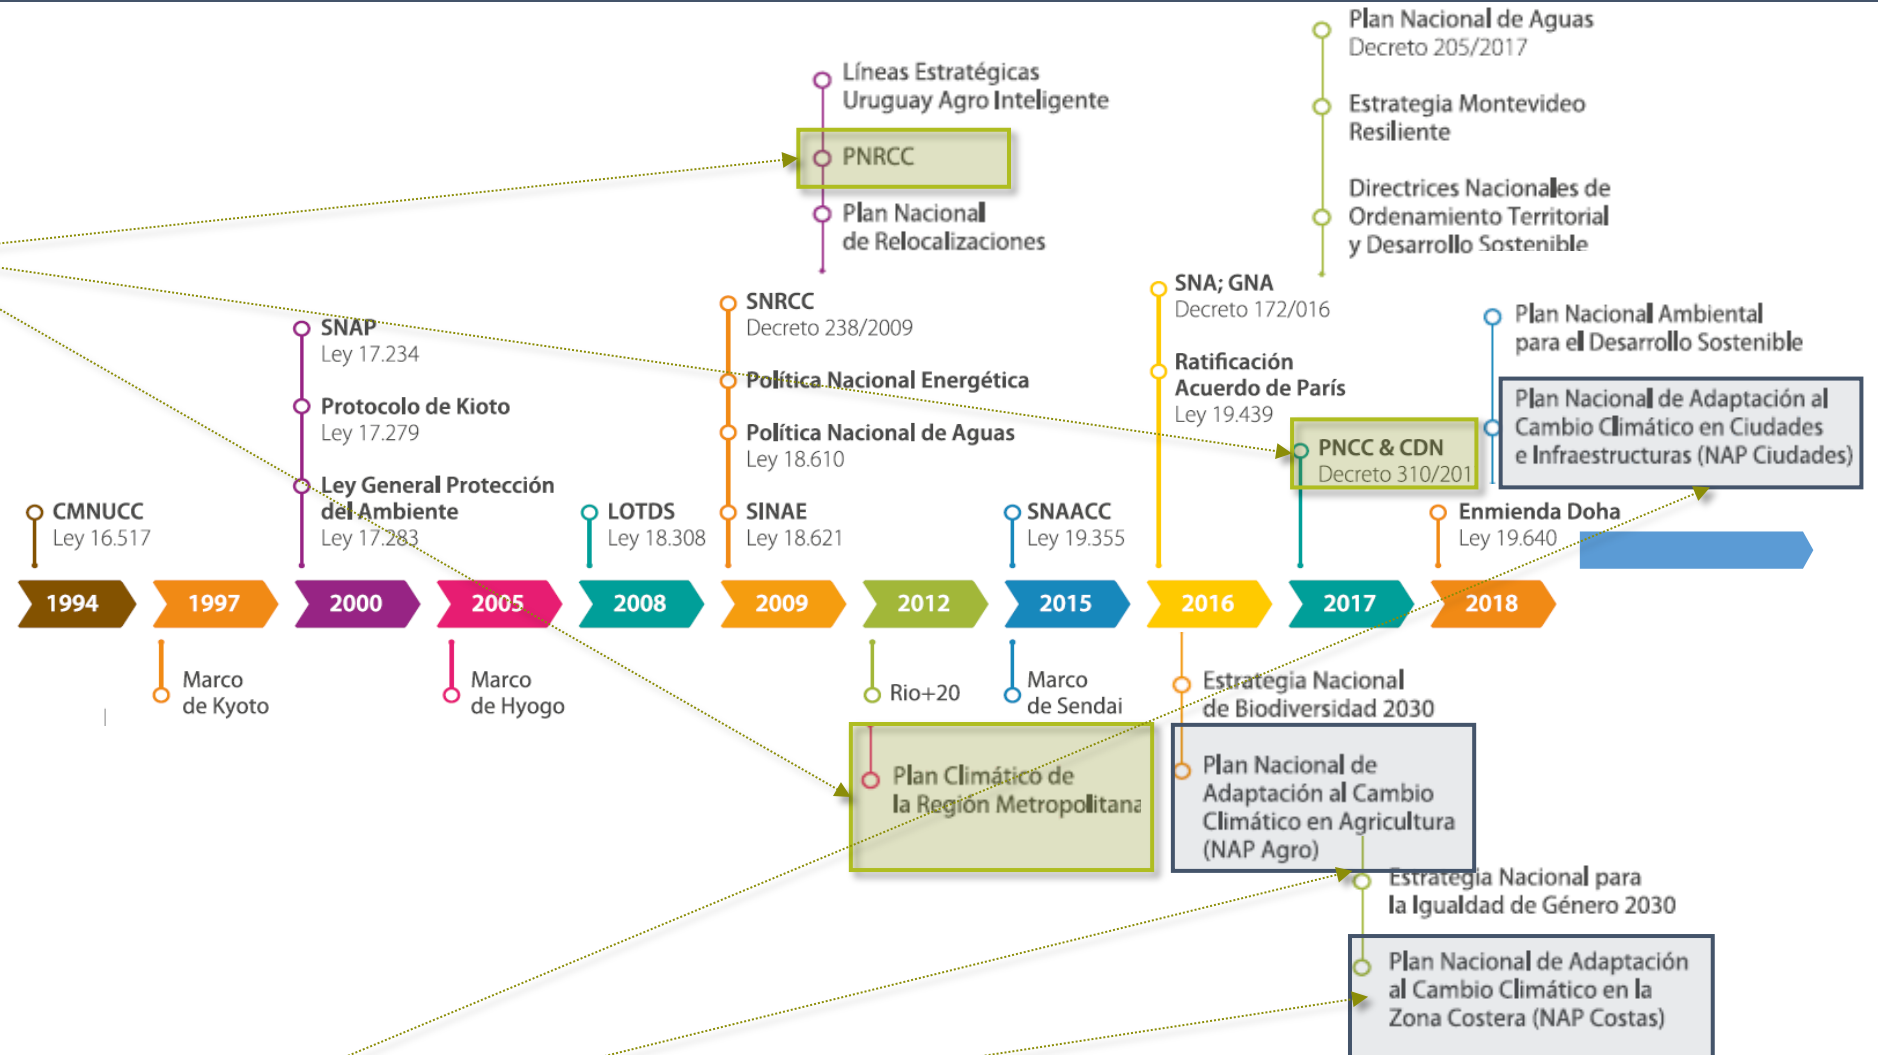 Plan Nacional de Aguas
Decreto 205/2017
Estrategia Montevideo
Resiliente
Directrices Nacionales de
Ordenamiento Territorial
y Desarrollo Sostenible
Líneas Estratégicas
Uruguay Agro Inteligente
PNRCC
Plan Nacional
de Relocalizaciones
SNAP
Ley 17.234
Protocolo de Kioto
Ley 17.279
Ley General Protección
del Ambiente
Ley 17.283
SNRCC
Decreto 238/2009
Política Nacional Energética
Política Nacional de Aguas
Ley 18.610
SINAE
Ley 18.621
SNA; GNA
Decreto 172/016
Ratificación
Acuerdo de París
Ley 19.439
PNCC & CDN
Decreto 310/201
Plan Nacional Ambiental
para el Desarrollo Sostenible
Plan Nacional de Adaptación al
Cambio Climático en Ciudades
e Infraestructuras (NAP Ciudades)
CMNUCC
Ley 16.517
LOTDS
Ley 18.308
SNAACC
Ley 19.355
Enmienda Doha
Ley 19.640
1994
1997
2000
2005
2008
2009
2012
2015
2016
2017
2018
Marco
de Kyoto
Marco
de Hyogo
Rio+20
Marco
de Sendai
Estrategia Nacional
de Biodiversidad 2030
Plan Climático de
la Región Metropolitana
Plan Nacional de
Adaptación al Cambio
Climático en Agricultura
(NAP Agro)
Estrategia Nacional para
la Igualdad de Género 2030
Plan Nacional de Adaptación
al Cambio Climático en la
Zona Costera (NAP Costas)